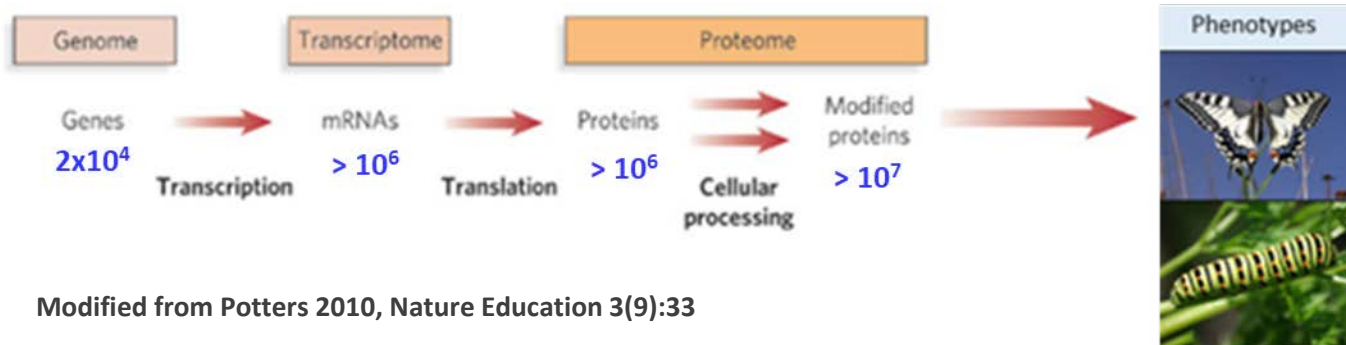 Genome
Transcriptome
Proteome
Phenotypes
Genes
mRNAs
Proteins
Modified
proteins
2x10⁴
> 10⁶
> 10⁶
> 10⁷
Transcription
Translation
Cellular
processing
Modified from Potters 2010, Nature Education 3(9):33